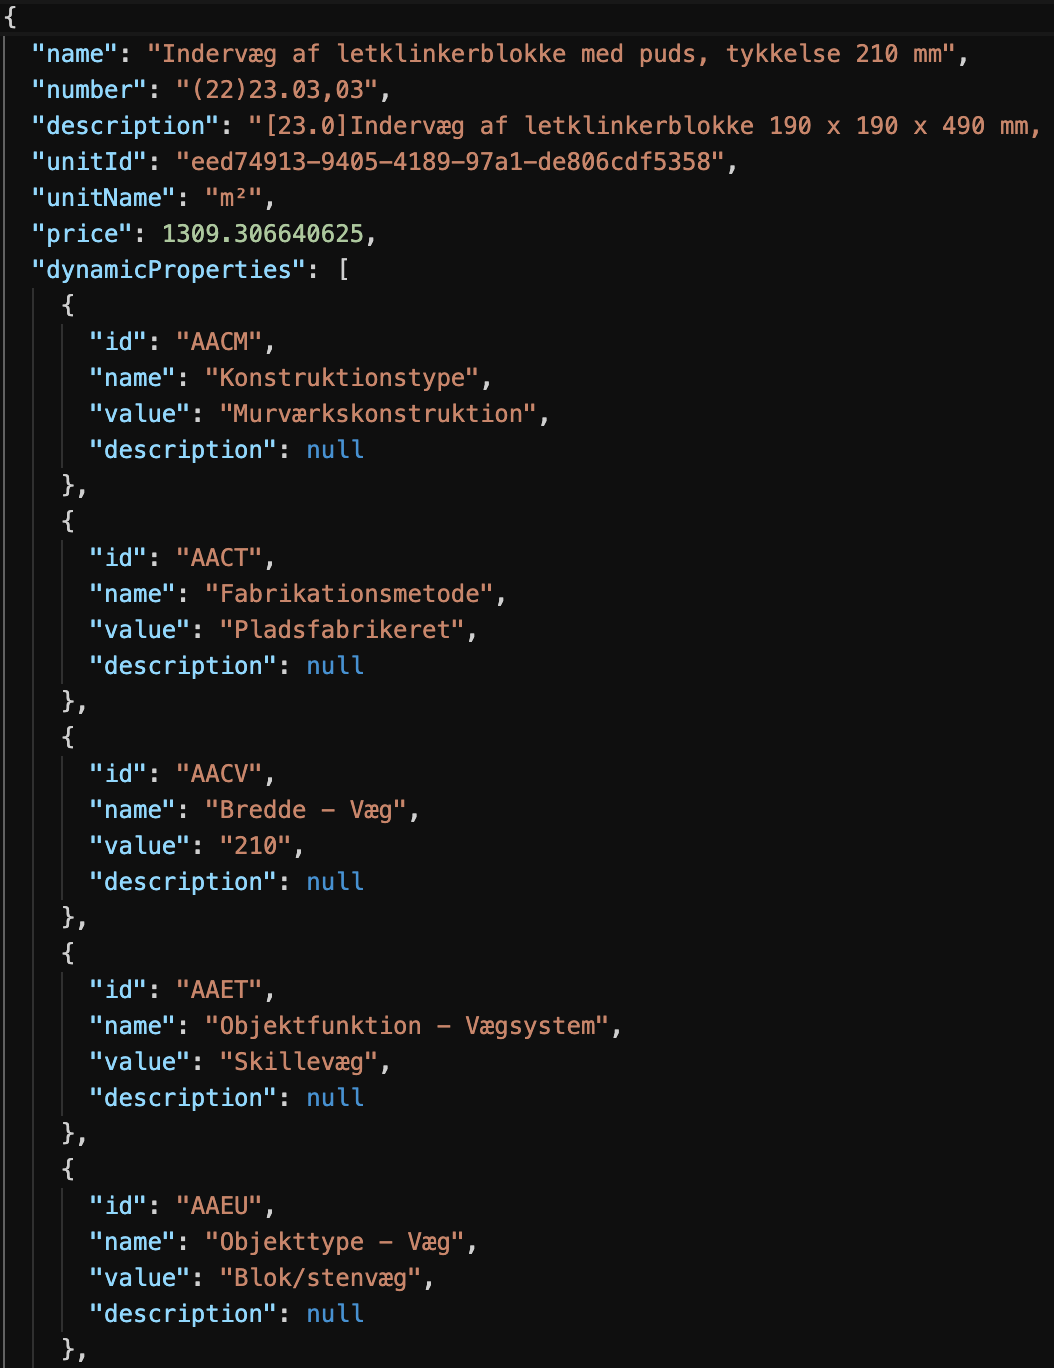 {
"name": "Indervæg af letklinkerblokke med puds, tykkelse 210 mm",
"number": "(22)23.03,03",
"description": "[23.0]Indervæg af letklinkerblokke 190 x 190 x 490 mm,
"unitId": "eed74913-9405-4189-97a1-de806cdf5358",
"unitName": "m²",
"price": 1309.306640625,
"dynamicProperties": [
{
"id": "AACM",
"name": "Konstruktionstype",
"value": "Murværkskonstruktion",
"description": null
},
{
"id": "AACT",
"name": "Fabrikationsmetode",
"value": "Pladsfabrikeret",
"description": null
},
{
"id": "AACV",
"name": "Bredde – Væg",
"value": "210",
"description": null
},
{
"id": "AAET",
"name": "Objektfunktion – Vægsystem",
"value": "Skillevæg",
"description": null
},
{
"id": "AAEU",
"name": "Objekttype – Væg",
"value": "Blok/stenvæg",
"description": null
},